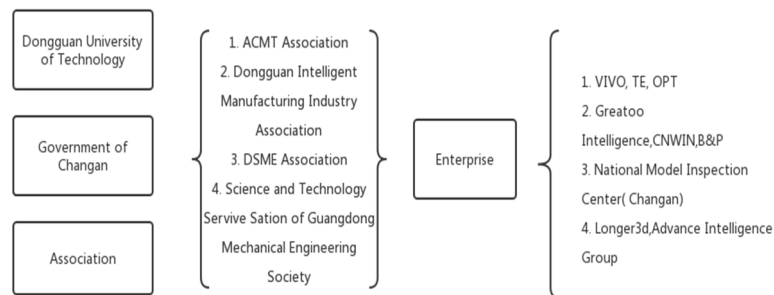 Dongguan University
of Technology
Government of
Changan
Association
1. ACMT Association
2. Dongguan Intelligent
Manufacturing Industry
Association
3. DSME Association
4. Science and Technology
Servive Sation of Guangdong
Mechanical Engineering
Society
Enterprise
1. VIVO, TE, OPT
2. Greatoo
Intelligence,CNWIN,B&P
3. National Model Inspection
Center( Changan)
4. Longer3d,Advance Intelligence
Group